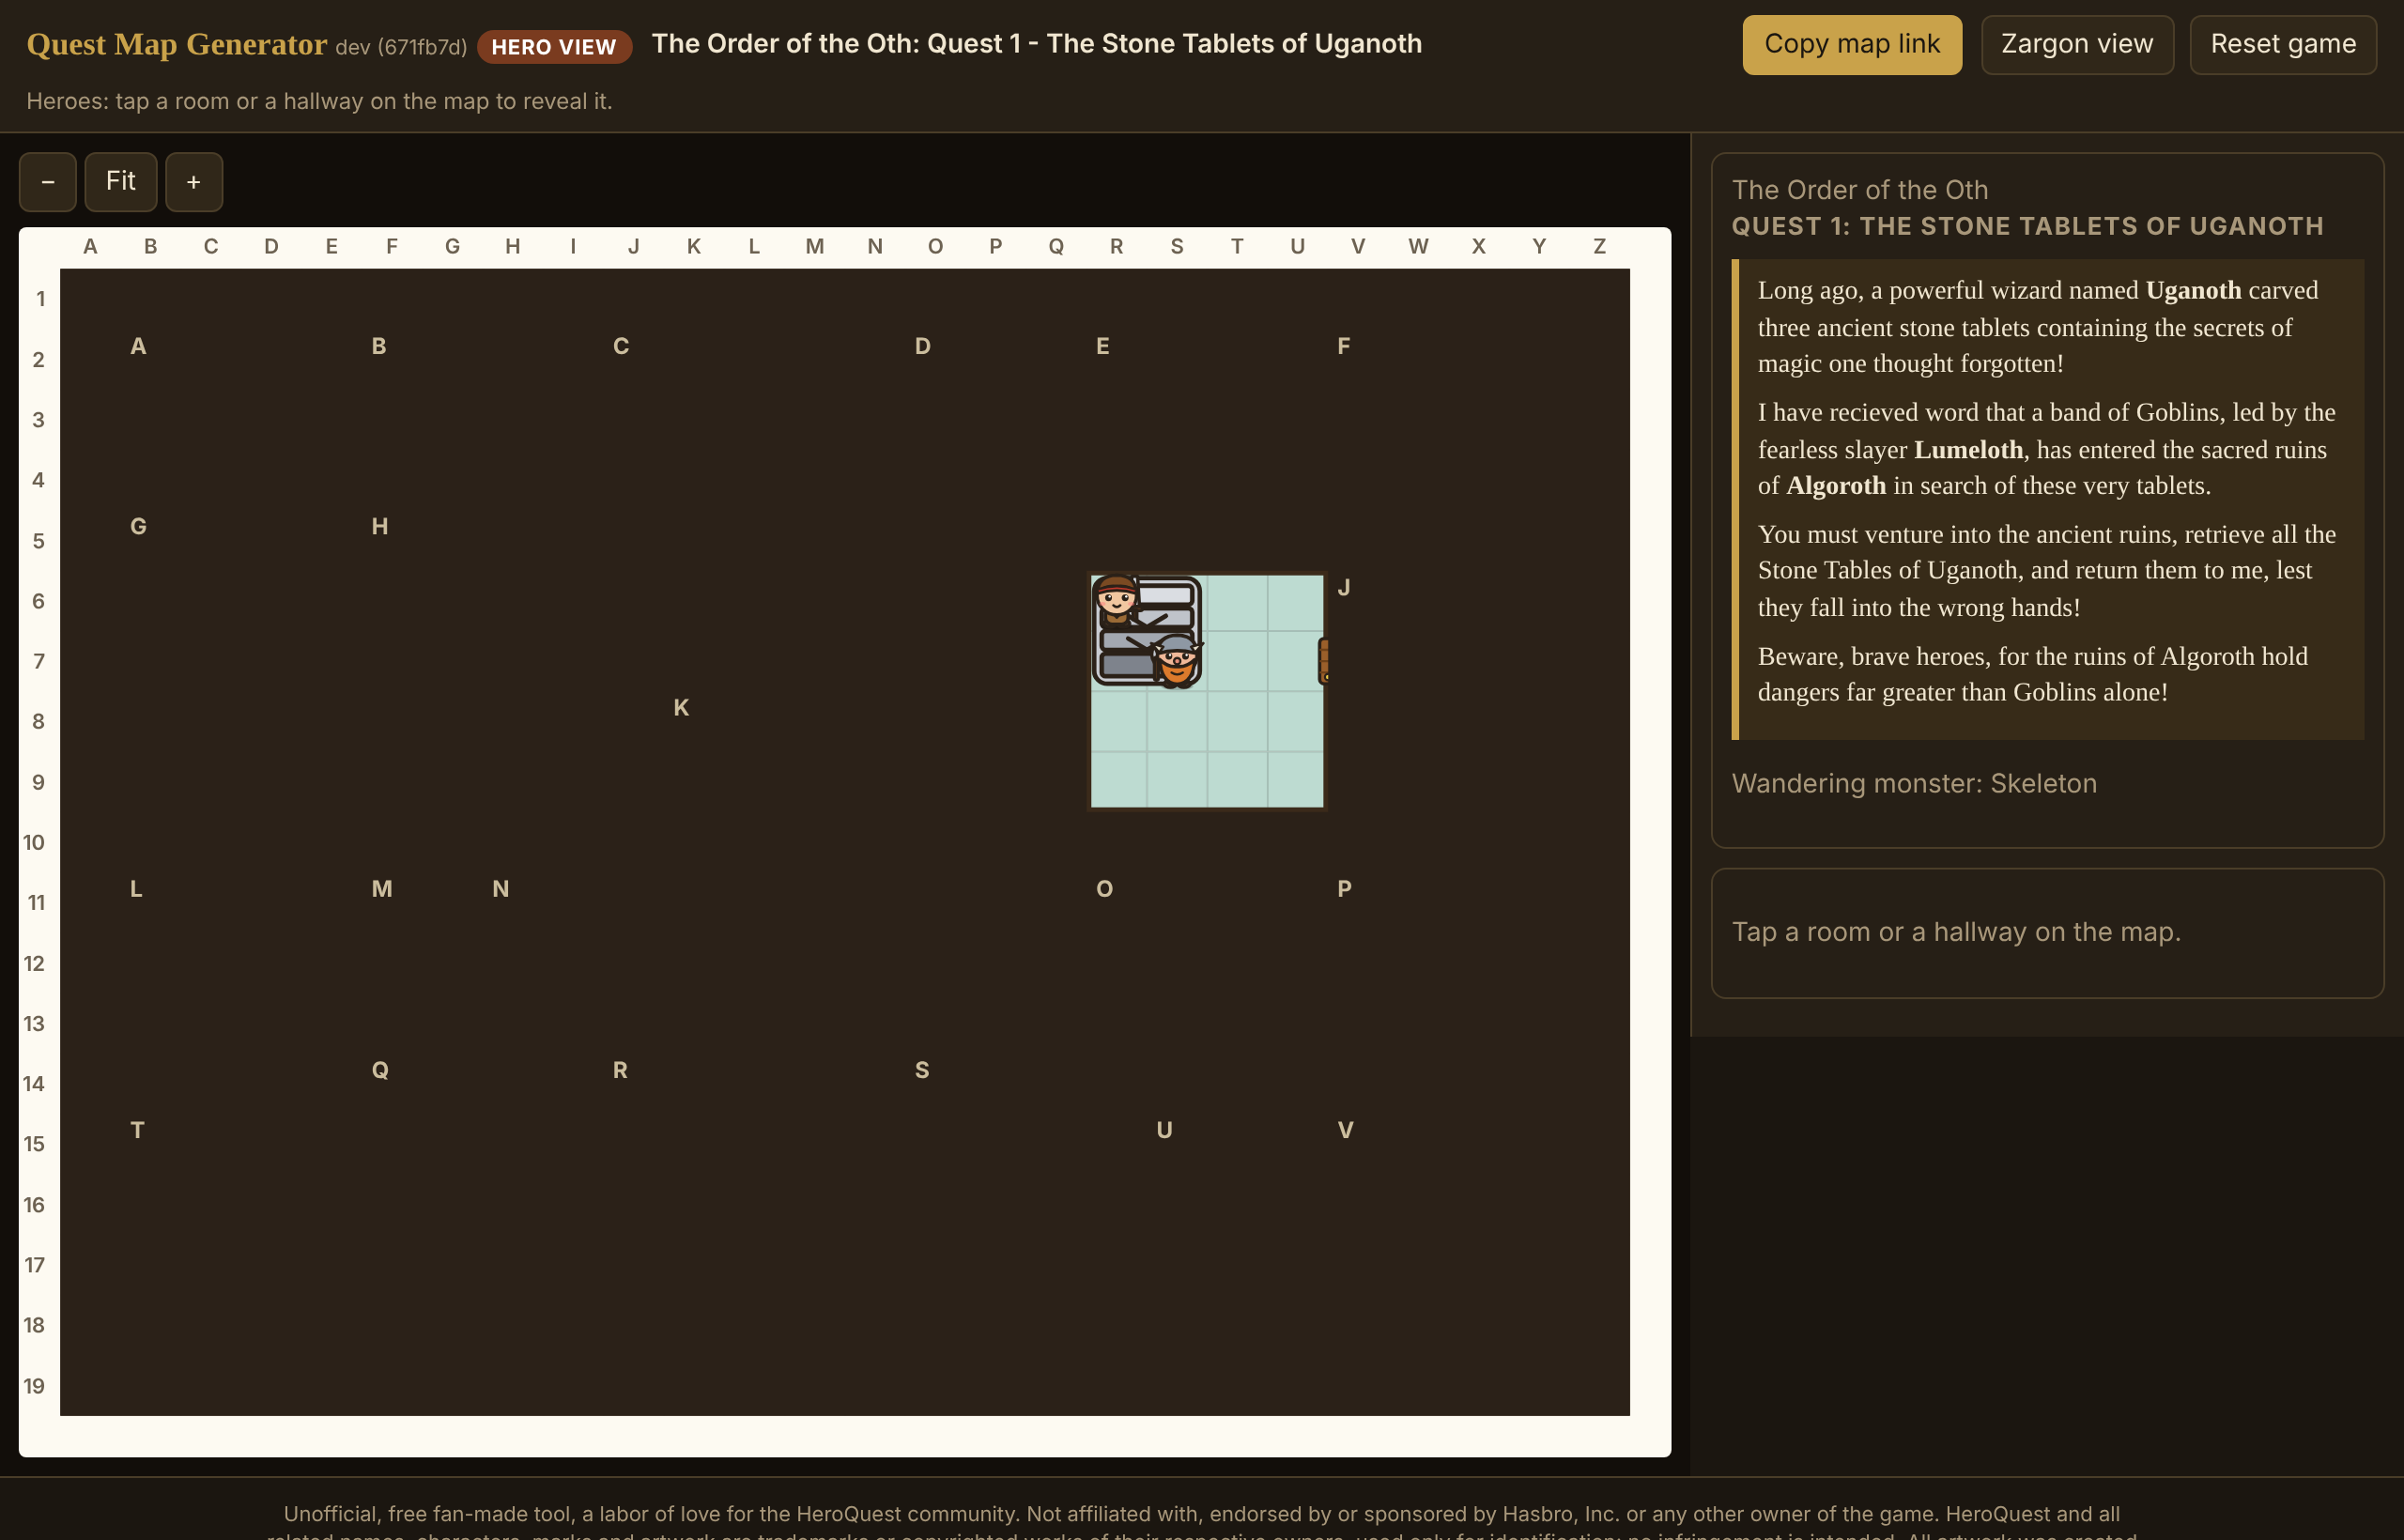 Quest Map Generator dev (671fb7d) HERO VIEW The Order of the Oth: Quest 1 - The Stone Tablets of Uganoth
Copy map link Zargon view Reset game
Heroes: tap a room or a hallway on the map to reveal it.
− Fit +
A B C D E F G H I J K L M N O P Q R S T U V W X Y Z
1
A B C D E F
2
3
4
G H
5
J
6
7
K
8
9
10
L M N O P
11
12
13
Q R S
14
T U V
15
16
17
18
19
The Order of the Oth
QUEST 1: THE STONE TABLETS OF UGANOTH
Long ago, a powerful wizard named Uganoth carved
three ancient stone tablets containing the secrets of
magic one thought forgotten!
I have recieved word that a band of Goblins, led by the
fearless slayer Lumeloth, has entered the sacred ruins
of Algoroth in search of these very tablets.
You must venture into the ancient ruins, retrieve all the
Stone Tables of Uganoth, and return them to me, lest
they fall into the wrong hands!
Beware, brave heroes, for the ruins of Algoroth hold
dangers far greater than Goblins alone!
Wandering monster: Skeleton
Tap a room or a hallway on the map.
Unofficial, free fan-made tool, a labor of love for the HeroQuest community. Not affiliated with, endorsed by or sponsored by Hasbro, Inc. or any other owner of the game. HeroQuest and all